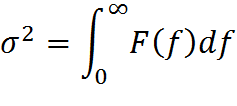 σ² = ∫₀^∞ F(f)df